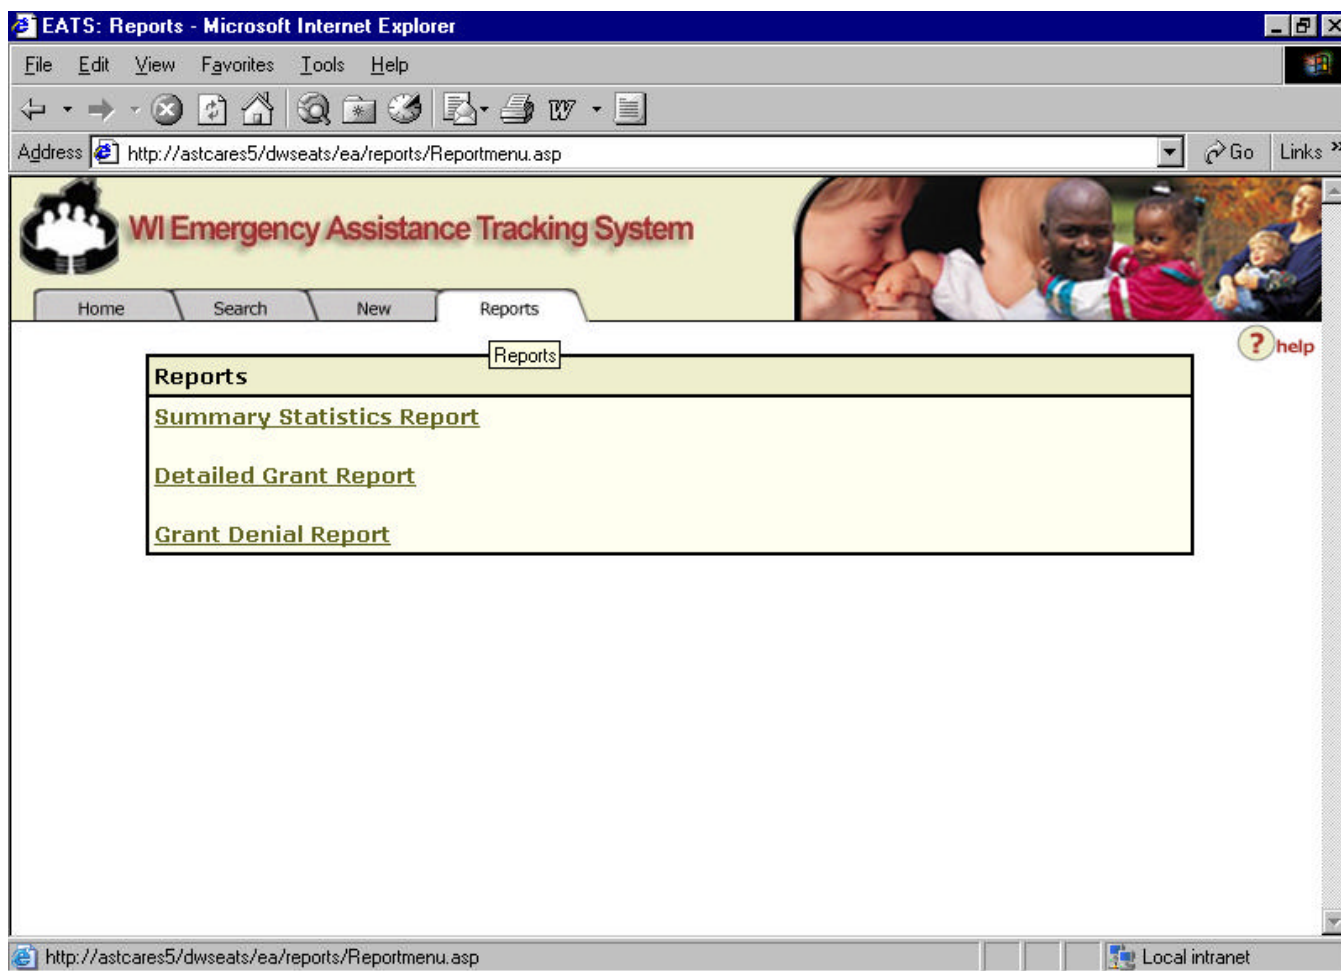 EATS: Reports - Microsoft Internet Explorer
File Edit View Favorites Tools Help
Address http://astcares5/dwseats/ea/reports/Reportmenu.asp Go Links »
WI Emergency Assistance Tracking System
Home Search New Reports
? help
Reports
Reports
Summary Statistics Report
Detailed Grant Report
Grant Denial Report
http://astcares5/dwseats/ea/reports/Reportmenu.asp Local intranet